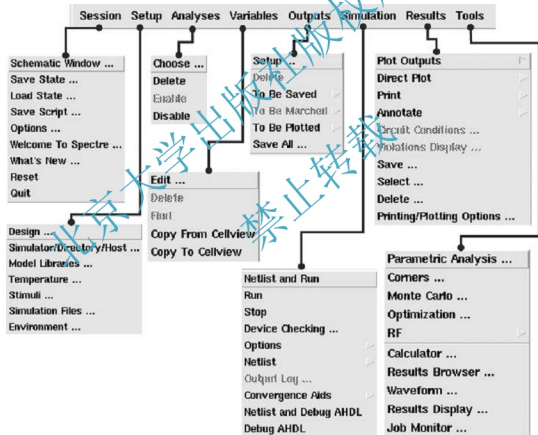 Session Setup Analyses Variables Outputs Simulation Results Tools
Schematic Window ...
Save State ...
Load State ...
Save Script ...
Options ...
Welcome To Spectre ...
What's New ...
Reset
Quit
Design ...
Simulator/Directory/Host ...
Model Libraries ...
Temperature ...
Stimuli ...
Simulation Files ...
Environment ...
Choose ...
Delete
Enable
Disable
Edit ...
Delete
Find
Copy From Cellview
Copy To Cellview
Setup ...
Delete
To Be Saved
To Be Marched
To Be Plotted
Save All ...
Netlist and Run
Run
Stop
Device Checking ...
Options
Netlist
Output Log ...
Convergence Aids
Netlist and Debug AHDL
Debug AHDL
Plot Outputs
Direct Plot
Print
Annotate
Circuit Conditions ...
Violations Display ...
Save ...
Select ...
Delete ...
Printing/Plotting Options ...
Parametric Analysis ...
Corners ...
Monte Carlo ...
Optimization ...
RF
Calculator ...
Results Browser ...
Waveform ...
Results Display ...
Job Monitor ...
北京大学出版社版权
禁止转载